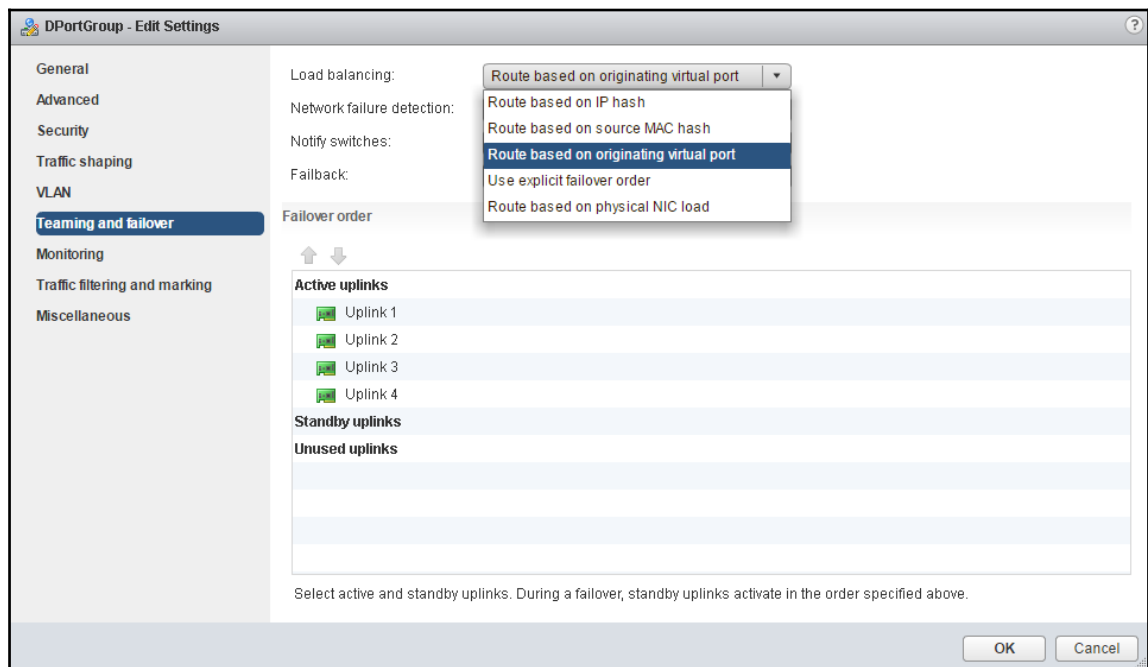 DPortGroup - Edit Settings
?
General
Advanced
Security
Traffic shaping
VLAN
Teaming and failover
Monitoring
Traffic filtering and marking
Miscellaneous
Load balancing: Route based on originating virtual port
Network failure detection:
Notify switches:
Failback:
Route based on IP hash
Route based on source MAC hash
Route based on originating virtual port
Use explicit failover order
Route based on physical NIC load
Failover order
Active uplinks
Uplink 1
Uplink 2
Uplink 3
Uplink 4
Standby uplinks
Unused uplinks
Select active and standby uplinks. During a failover, standby uplinks activate in the order specified above.
OK Cancel